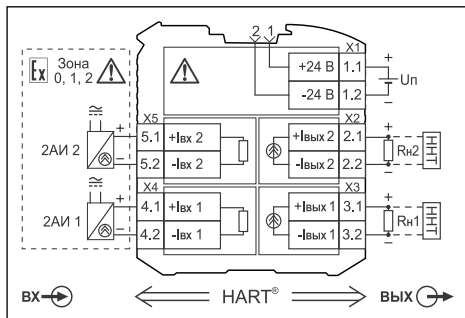 2 1
X1
Ex Зона
0, 1, 2
+24 В 1.1 +
-24 В 1.2 −
Uп
X5 X2
2АИ 2 + 5.1 +Iвх 2 +Iвых 2 2.1 + Rн2 ННТ
− 5.2 -Iвх 2 -Iвых 2 2.2 −
X4 X3
2АИ 1 + 4.1 +Iвх 1 +Iвых 1 3.1 + Rн1 ННТ
− 4.2 -Iвх 1 -Iвых 1 3.2 −
ВХ HART® ВЫХ